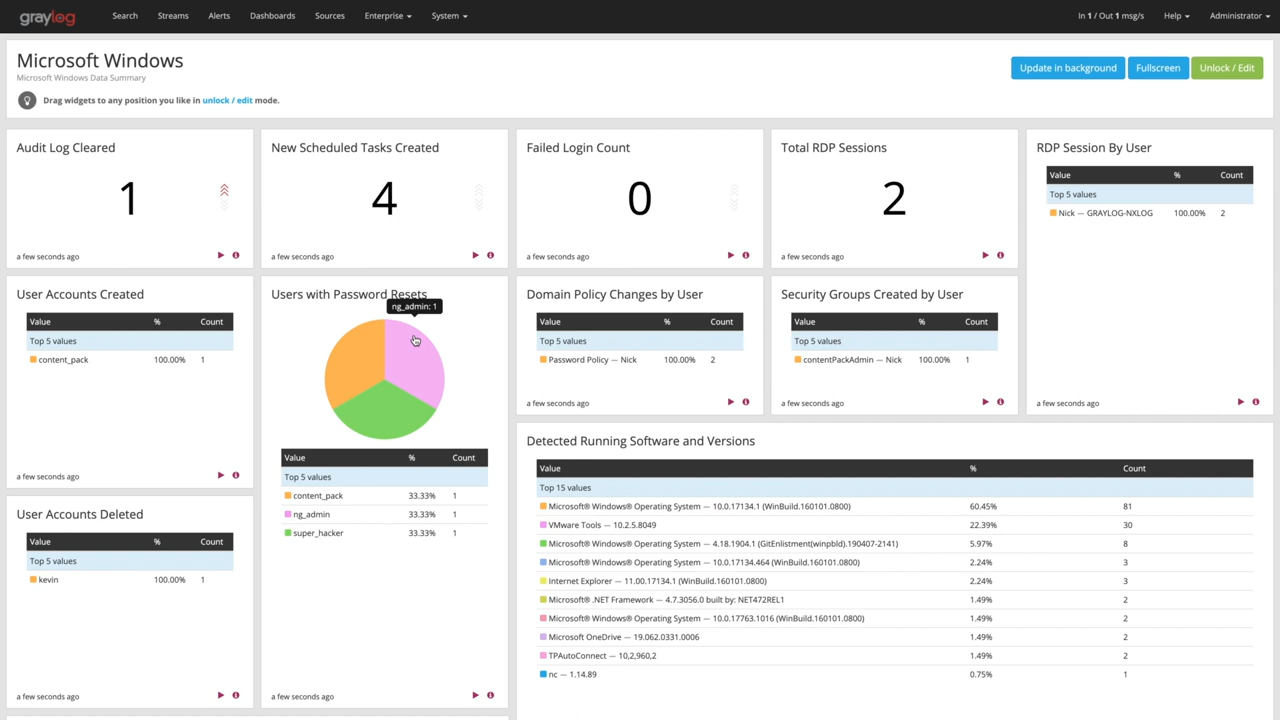 graylog Search Streams Alerts Dashboards Sources Enterprise System In 1 / Out 1 msg/s Help Administrator
Microsoft Windows
Microsoft Windows Data Summary
Update in background Fullscreen Unlock / Edit
Drag widgets to any position you like in unlock / edit mode.
Audit Log Cleared
1
a few seconds ago
New Scheduled Tasks Created
4
a few seconds ago
Failed Login Count
0
a few seconds ago
Total RDP Sessions
2
a few seconds ago
RDP Session By User
Value % Count
Top 5 values
Nick — GRAYLOG-NXLOG 100.00% 2
a few seconds ago
User Accounts Created
Value % Count
Top 5 values
content_pack 100.00% 1
a few seconds ago
Users with Password Resets
ng_admin: 1
Value % Count
Top 5 values
content_pack 33.33% 1
ng_admin 33.33% 1
super_hacker 33.33% 1
a few seconds ago
Domain Policy Changes by User
Value % Count
Top 5 values
Password Policy — Nick 100.00% 2
a few seconds ago
Security Groups Created by User
Value % Count
Top 5 values
contentPackAdmin — Nick 100.00% 1
a few seconds ago
User Accounts Deleted
Value % Count
Top 5 values
kevin 100.00% 1
a few seconds ago
Detected Running Software and Versions
Value % Count
Top 15 values
Microsoft® Windows® Operating System — 10.0.17134.1 (WinBuild.160101.0800) 60.45% 81
VMware Tools — 10.2.5.8049 22.39% 30
Microsoft® Windows® Operating System — 4.18.1904.1 (GitEnlistment(winpbld).190407-2141) 5.97% 8
Microsoft® Windows® Operating System — 10.0.17134.464 (WinBuild.160101.0800) 2.24% 3
Internet Explorer — 11.00.17134.1 (WinBuild.160101.0800) 2.24% 3
Microsoft® .NET Framework — 4.7.3056.0 built by: NET472REL1 1.49% 2
Microsoft® Windows® Operating System — 10.0.17763.1016 (WinBuild.160101.0800) 1.49% 2
Microsoft OneDrive — 19.062.0331.0006 1.49% 2
TPAutoConnect — 10,2,960,2 1.49% 2
nc — 1.14.89 0.75% 1